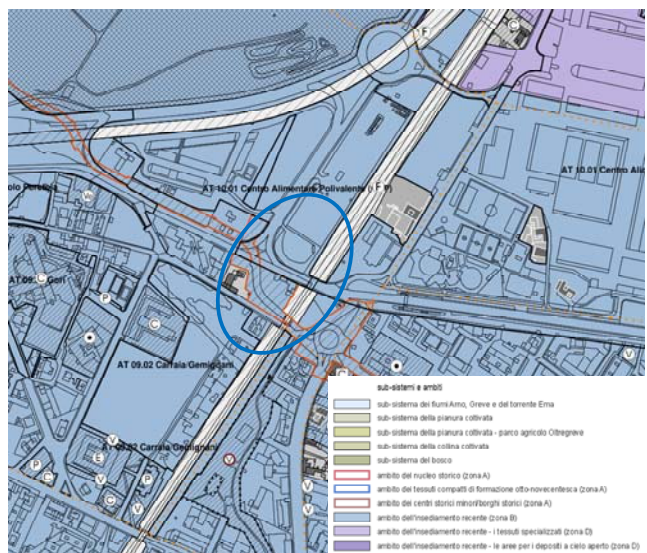 C
F
AT 10.01 Centro Alimentare Polivalente (
P)
F
AT 10.01 Centro Ali
olo Peretola
AT 09.
Gori
C
P
C
AT 09.02 Carraia/Gemignani
V
AT 09.02 Carraia/Gemignani
V
P
E
V
V
C
P
C
V
V
V
V
V
C
sub-sistemi e ambiti
sub-sistema dei fiumi Arno, Greve e del torrente Ema
sub-sistema della pianura coltivata
sub-sistema della pianura coltivata - parco agricolo Oltregreve
sub-sistema della collina coltivata
sub-sistema del bosco
ambito del nucleo storico (zona A)
ambito dei tessuti compatti di formazione otto-novecentesca (zona A)
ambito dei centri storici minori/borghi storici (zona A)
ambito dell'insediamento recente (zona B)
ambito dell'insediamento recente - i tessuti specializzati (zona D)
ambito dell'insediamento recente - le aree per i depositi a cielo aperto (zona D)